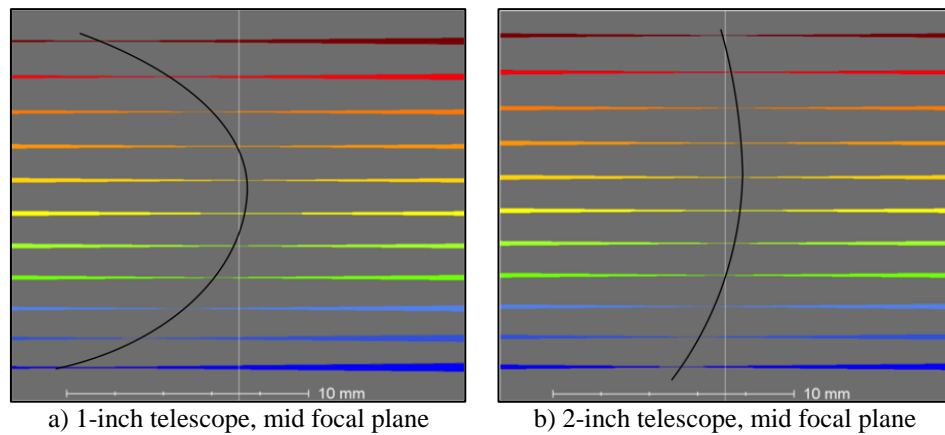 10 mm
10 mm
a) 1-inch telescope, mid focal plane
b) 2-inch telescope, mid focal plane